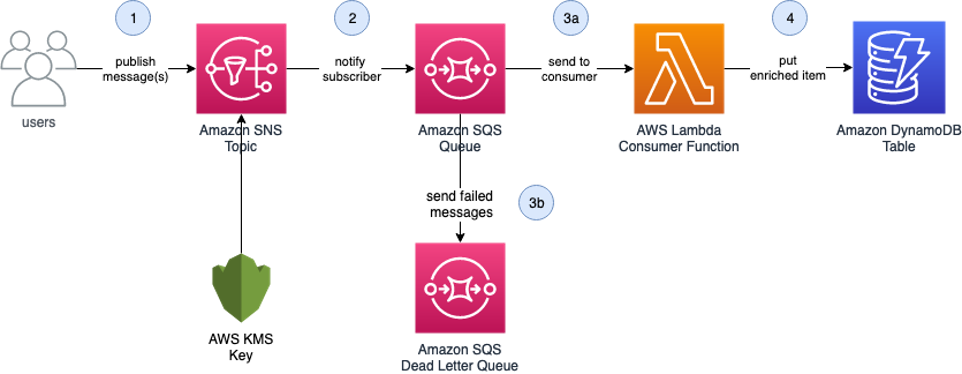 1
2
3a
4
publish
message(s)
notify
subscriber
send to
consumer
put
enriched item
users
Amazon SNS
Topic
Amazon SQS
Queue
AWS Lambda
Consumer Function
Amazon DynamoDB
Table
send failed
messages
3b
AWS KMS
Key
Amazon SQS
Dead Letter Queue